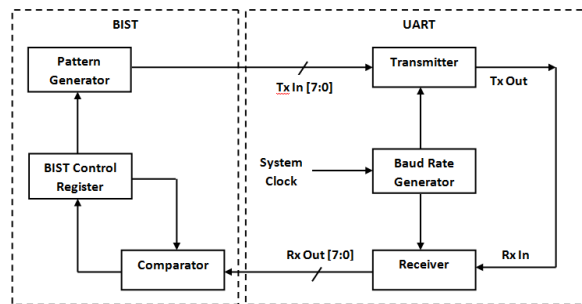 BIST
UART
Pattern
Generator
Tx In [7:0]
Transmitter
Tx Out
BIST Control
Register
System
Clock
Baud Rate
Generator
Comparator
Rx Out [7:0]
Receiver
Rx In